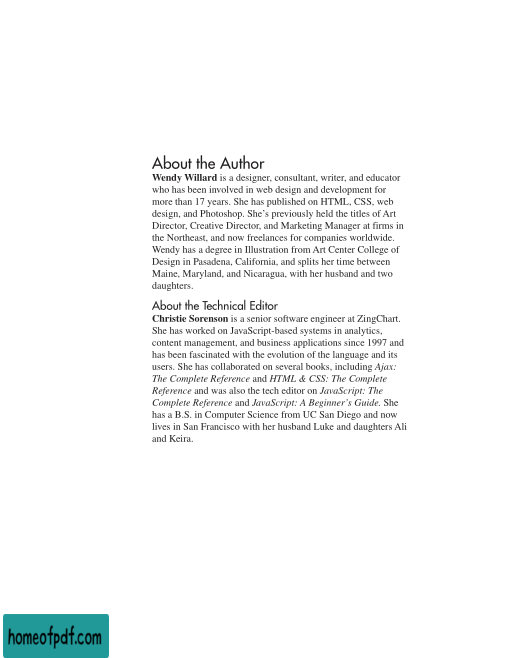 About the Author
Wendy Willard is a designer, consultant, writer, and educator
who has been involved in web design and development for
more than 17 years. She has published on HTML, CSS, web
design, and Photoshop. She’s previously held the titles of Art
Director, Creative Director, and Marketing Manager at firms in
the Northeast, and now freelances for companies worldwide.
Wendy has a degree in Illustration from Art Center College of
Design in Pasadena, California, and splits her time between
Maine, Maryland, and Nicaragua, with her husband and two
daughters.
About the Technical Editor
Christie Sorenson is a senior software engineer at ZingChart.
She has worked on JavaScript-based systems in analytics,
content management, and business applications since 1997 and
has been fascinated with the evolution of the language and its
users. She has collaborated on several books, including Ajax:
The Complete Reference and HTML & CSS: The Complete
Reference and was also the tech editor on JavaScript: The
Complete Reference and JavaScript: A Beginner’s Guide. She
has a B.S. in Computer Science from UC San Diego and now
lives in San Francisco with her husband Luke and daughters Ali
and Keira.
homeofpdf.com